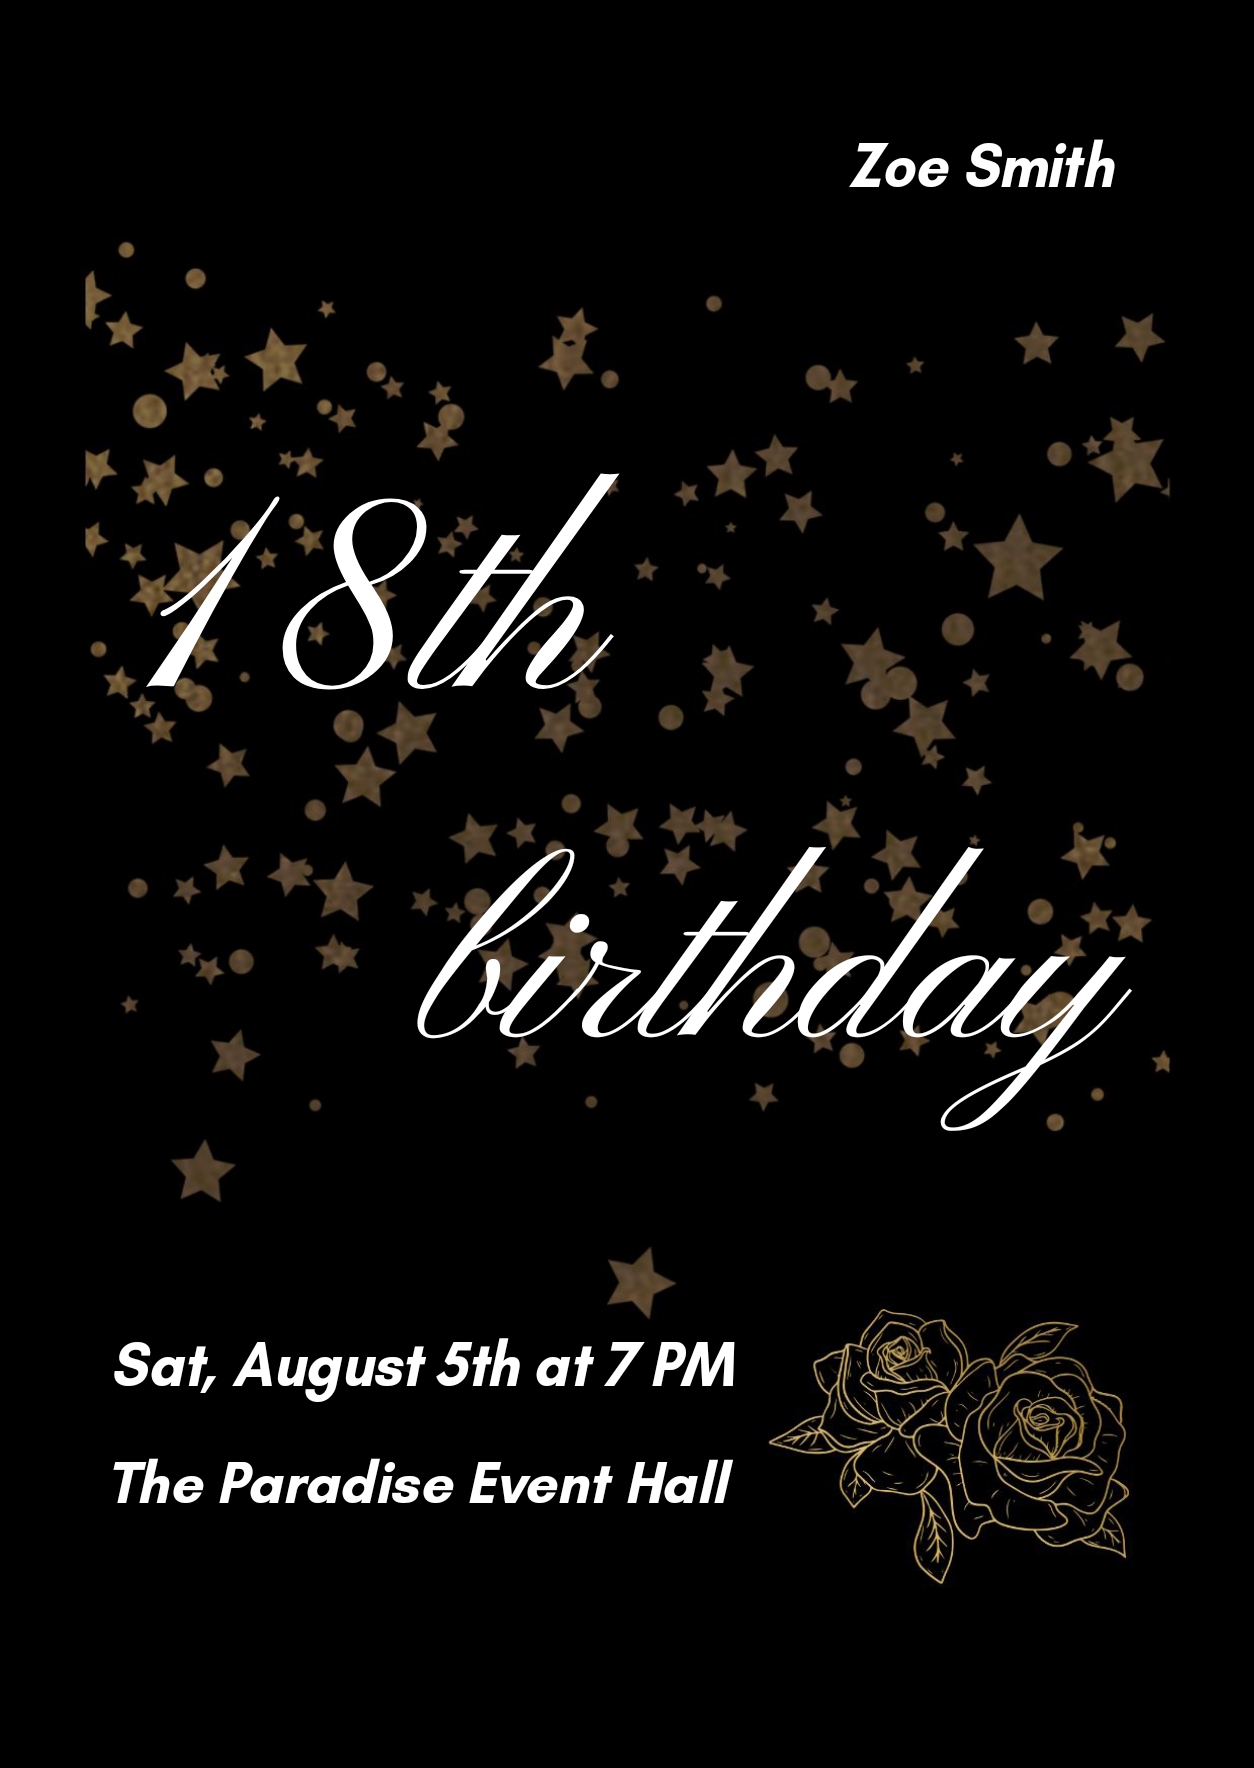 Zoe Smith
18th
birthday
Sat, August 5th at 7 PM
The Paradise Event Hall